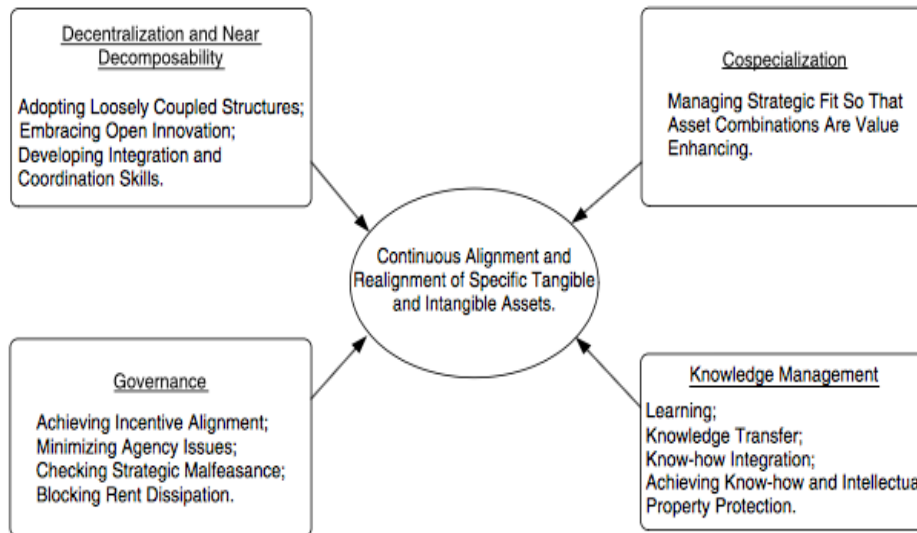 Decentralization and Near
Decomposability
Adopting Loosely Coupled Structures;
Embracing Open Innovation;
Developing Integration and
Coordination Skills.
Cospecialization
Managing Strategic Fit So That
Asset Combinations Are Value
Enhancing.
Continuous Alignment and
Realignment of Specific Tangible
and Intangible Assets.
Governance
Achieving Incentive Alignment;
Minimizing Agency Issues;
Checking Strategic Malfeasance;
Blocking Rent Dissipation.
Knowledge Management
Learning;
Knowledge Transfer;
Know-how Integration;
Achieving Know-how and Intellectua
Property Protection.